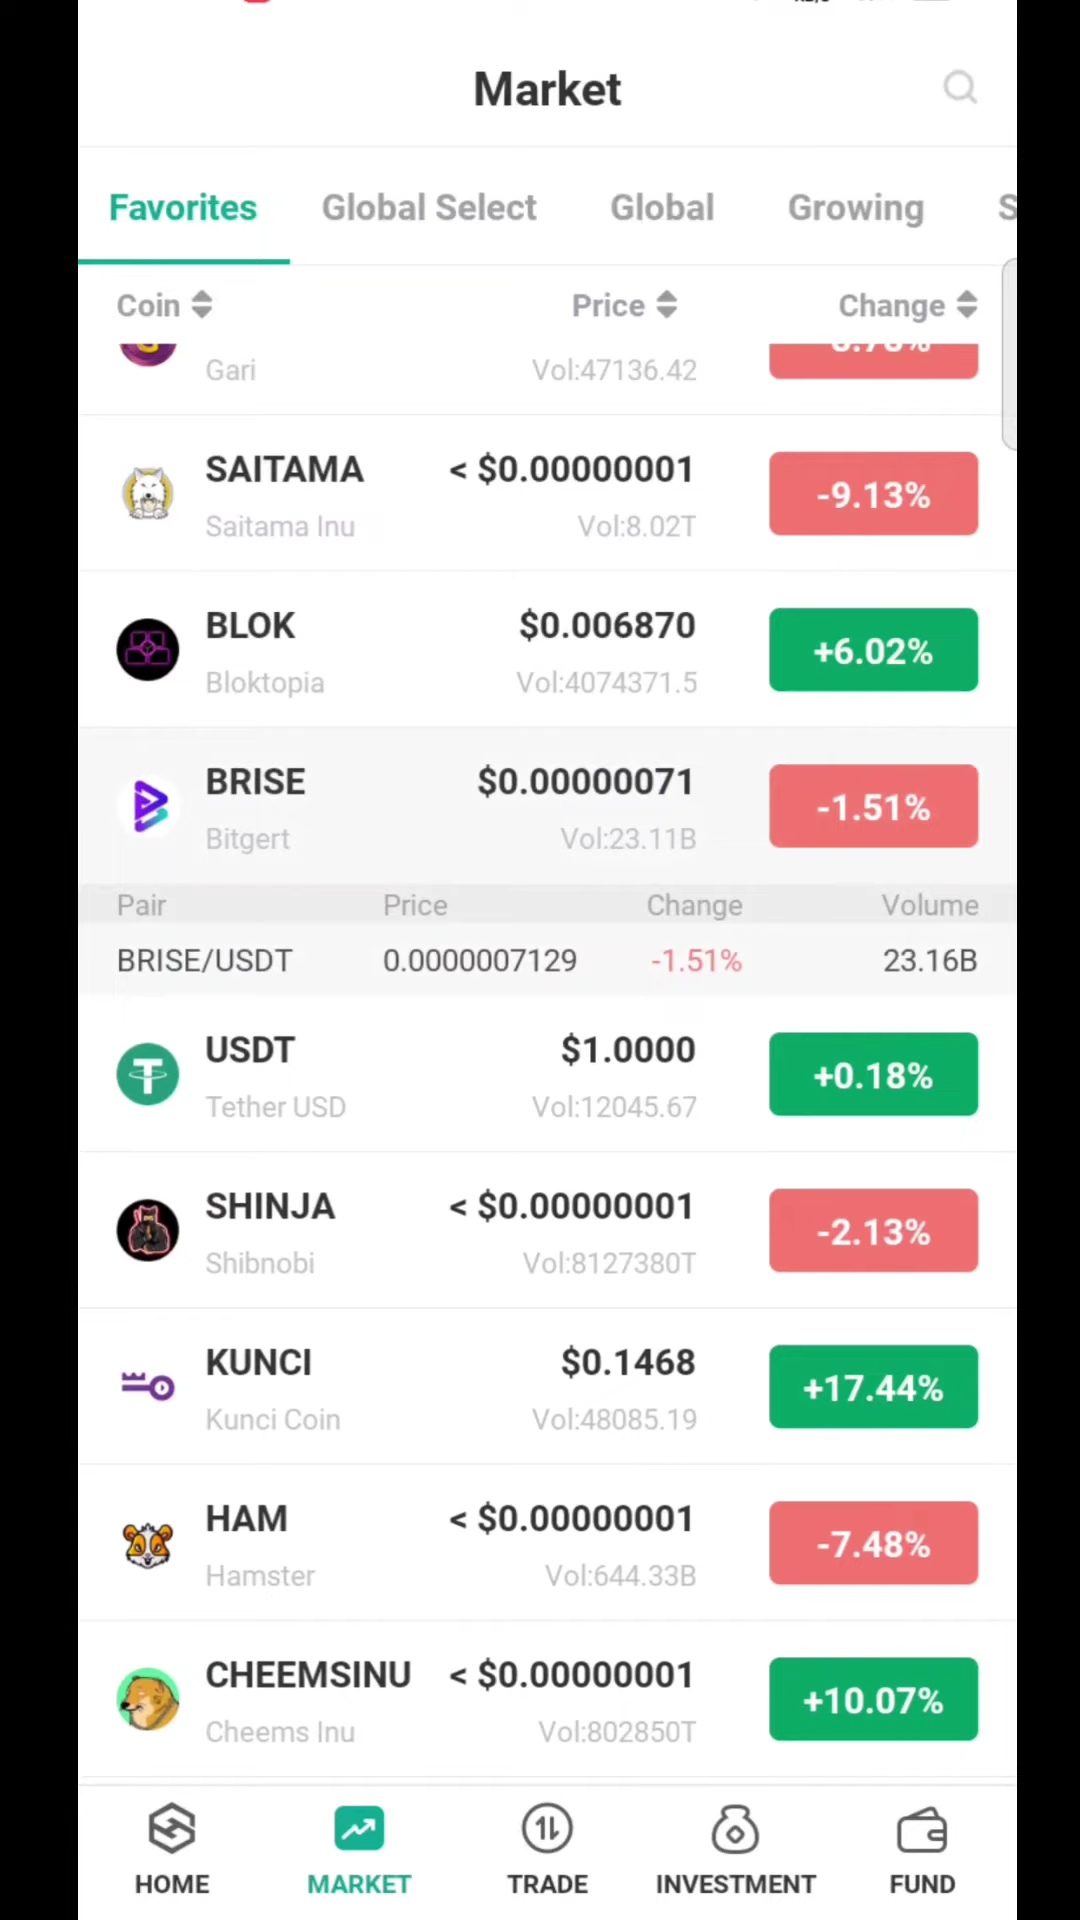 Market
Favorites Global Select Global Growing
Coin Price Change
Gari Vol:47136.42
SAITAMA < $0.00000001 -9.13%
Saitama Inu Vol:8.02T
BLOK $0.006870 +6.02%
Bloktopia Vol:4074371.5
BRISE $0.00000071 -1.51%
Bitgert Vol:23.11B
Pair Price Change Volume
BRISE/USDT 0.0000007129 -1.51% 23.16B
USDT $1.0000 +0.18%
Tether USD Vol:12045.67
SHINJA < $0.00000001 -2.13%
Shibnobi Vol:8127380T
KUNCI $0.1468 +17.44%
Kunci Coin Vol:48085.19
HAM < $0.00000001 -7.48%
Hamster Vol:644.33B
CHEEMSINU < $0.00000001 +10.07%
Cheems Inu Vol:802850T
HOME MARKET TRADE INVESTMENT FUND